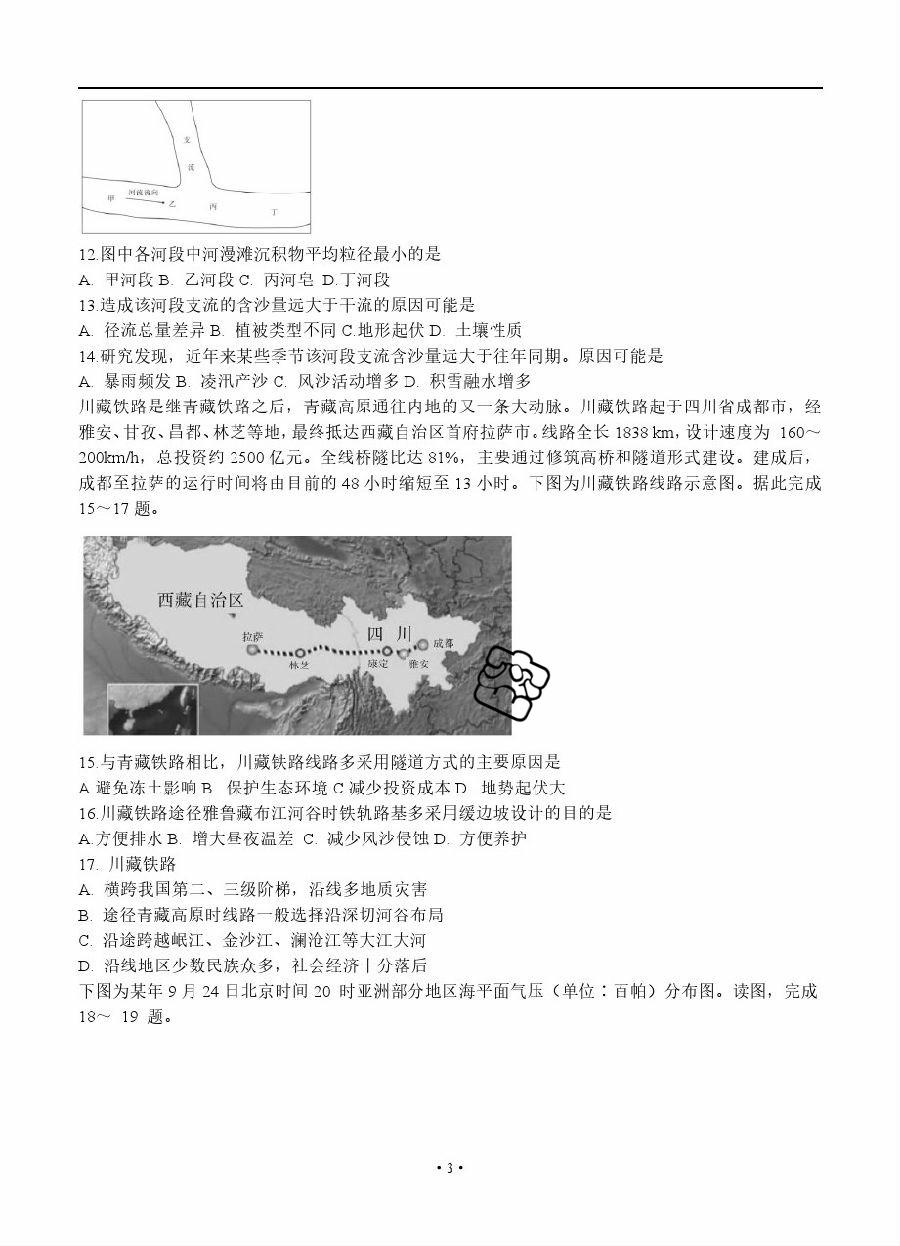 支
流
河流流向
甲
乙
丙
丁
12.图中各河段中河漫滩沉积物平均粒径最小的是
A. 甲河段 B. 乙河段 C. 丙河皂 D.丁河段
13.造成该河段支流的含沙量远大于干流的原因可能是
A. 径流总量差异 B. 植被类型不同 C.地形起伏 D. 土壤性质
14.研究发现，近年来某些季节该河段支流含沙量远大于往年同期。原因可能是
A. 暴雨频发 B. 凌汛产沙 C. 风沙活动增多 D. 积雪融水增多
川藏铁路是继青藏铁路之后，青藏高原通往内地的又一条大动脉。川藏铁路起于四川省成都市，经
雅安、甘孜、昌都、林芝等地，最终抵达西藏自治区首府拉萨市。线路全长 1838 km，设计速度为 160～
200km/h，总投资约 2500 亿元。全线桥隧比达 81%，主要通过修筑高桥和隧道形式建设。建成后，
成都至拉萨的运行时间将由目前的 48 小时缩短至 13 小时。下图为川藏铁路线路示意图。据此完成
15～17 题。
西藏自治区
拉萨
林芝
四 川
康定
雅安
成都
15.与青藏铁路相比，川藏铁路线路多采用隧道方式的主要原因是
A.避免冻土影响 B. 保护生态环境 C.减少投资成本 D. 地势起伏大
16.川藏铁路途径雅鲁藏布江河谷时铁轨路基多采用缓边坡设计的目的是
A.方便排水 B. 增大昼夜温差 C. 减少风沙侵蚀 D. 方便养护
17. 川藏铁路
A. 横跨我国第二、三级阶梯，沿线多地质灾害
B. 途径青藏高原时线路一般选择沿深切河谷布局
C. 沿途跨越岷江、金沙江、澜沧江等大江大河
D. 沿线地区少数民族众多，社会经济丨分落后
下图为某年 9 月 24 日北京时间 20 时亚洲部分地区海平面气压（单位：百帕）分布图。读图，完成
18～ 19 题。
• 3 •